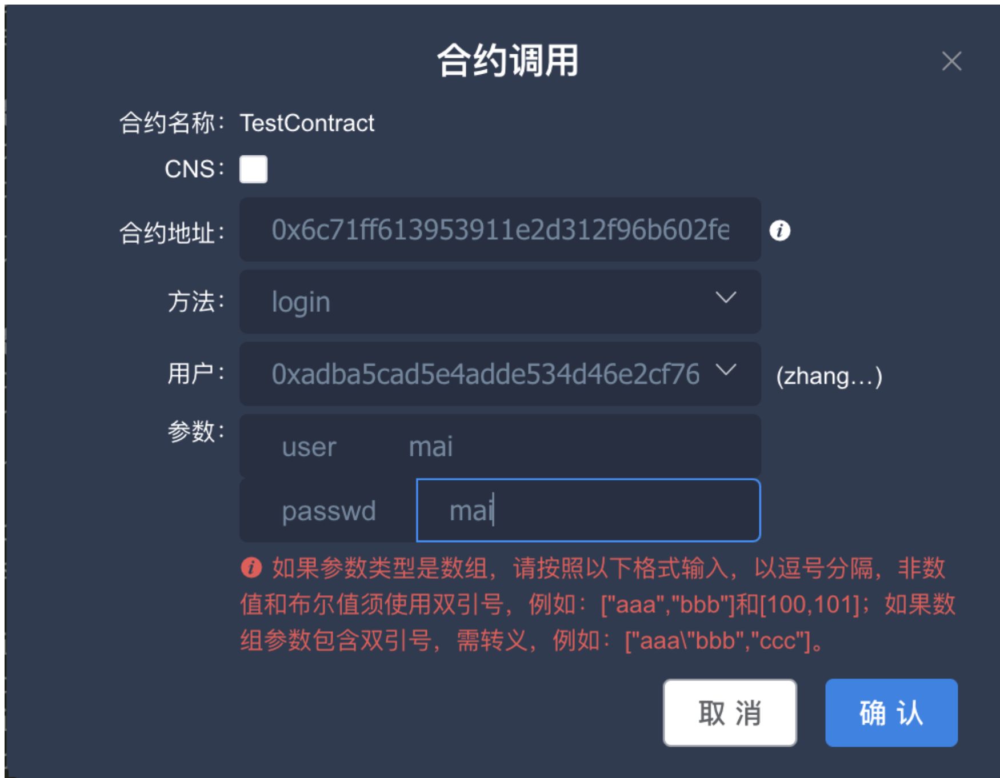 合约调用
合约名称： TestContract
CNS：
合约地址： 0x6c71ff613953911e2d312f96b602fe
方法： login
用户： 0xadba5cad5e4adde534d46e2cf76 (zhang...)
参数： user mai
passwd mai
如果参数类型是数组，请按照以下格式输入，以逗号分隔，非数
值和布尔值须使用双引号，例如：["aaa","bbb"]和[100,101]；如果数
组参数包含双引号，需转义，例如：["aaa\"bbb","ccc"]。
取 消 确 认